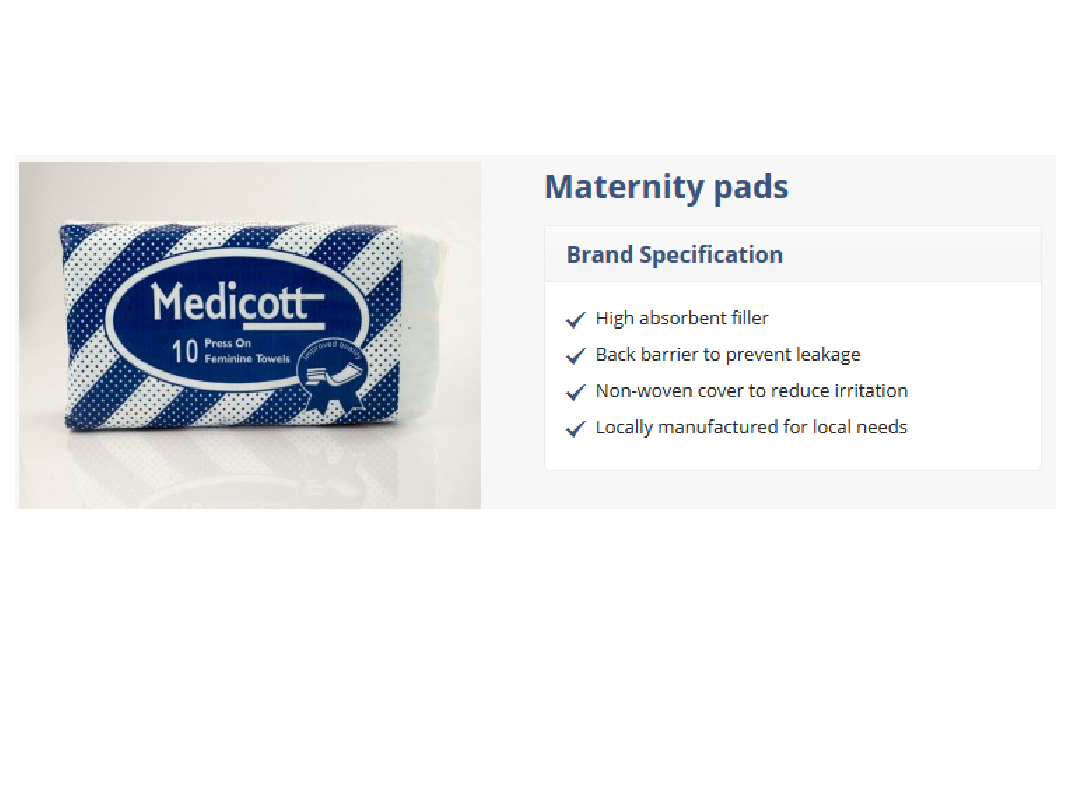 Medicott
10 Press On
Feminine Towels
Improved quality
Maternity pads
Brand Specification
High absorbent filler
Back barrier to prevent leakage
Non-woven cover to reduce irritation
Locally manufactured for local needs